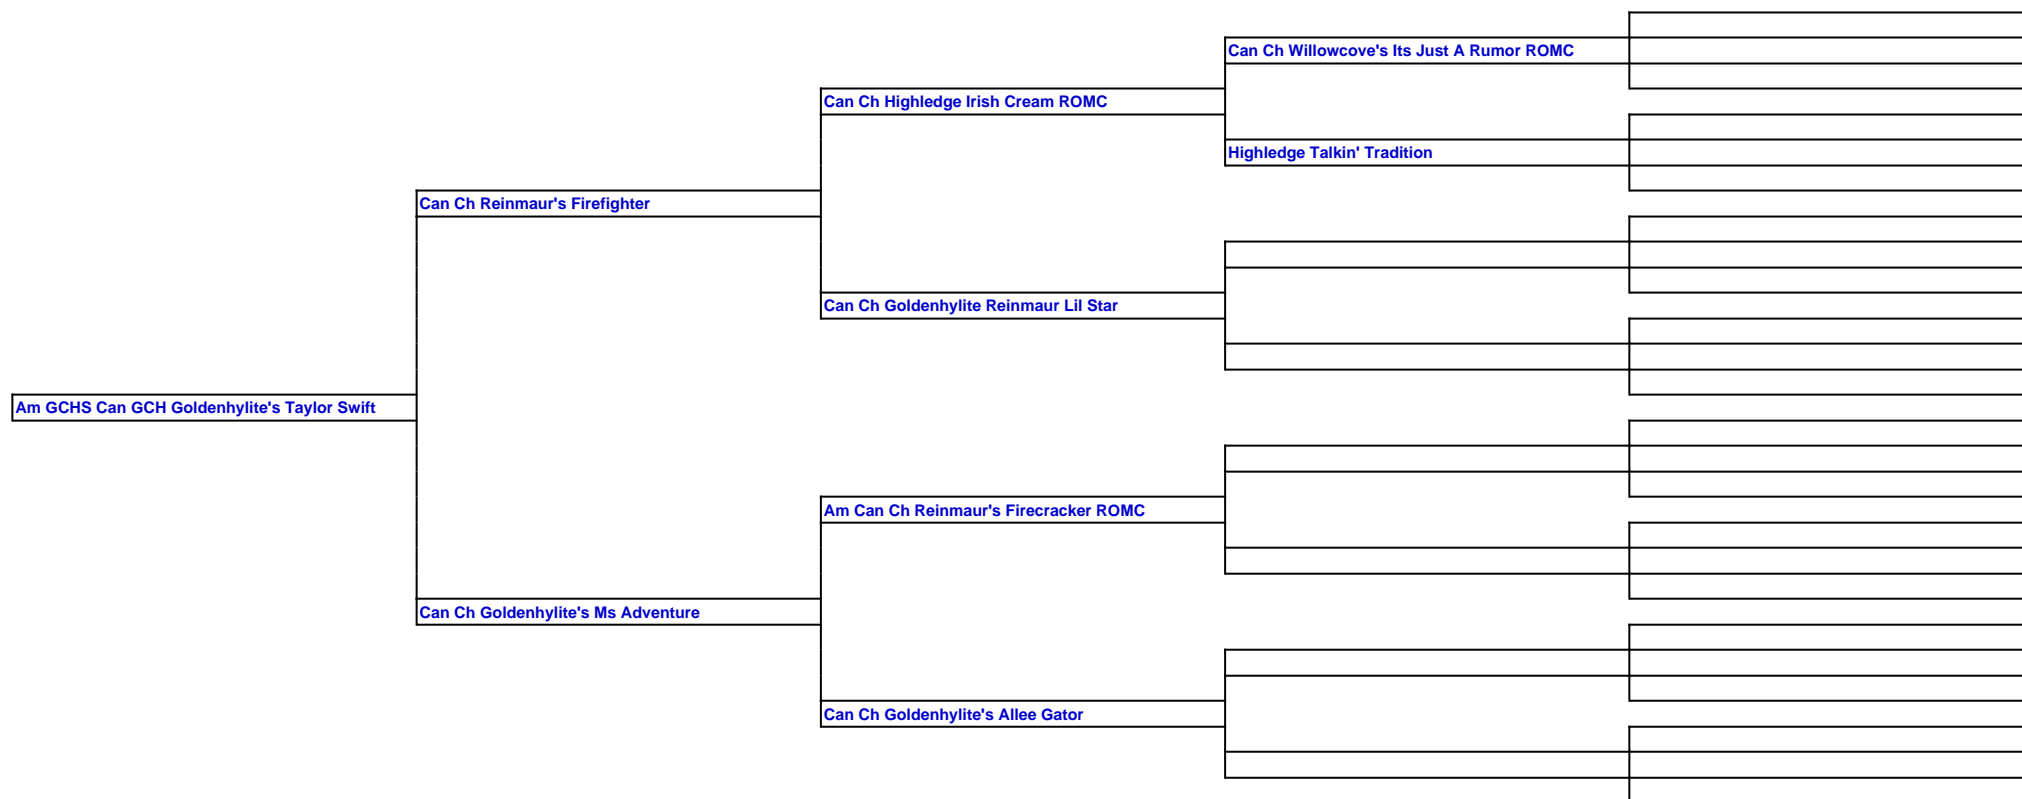 Can Ch Willowcove's Its Just A Rumor ROMC
Can Ch Highledge Irish Cream ROMC
Highledge Talkin' Tradition
Can Ch Reinmaur's Firefighter
Can Ch Goldenhylite Reinmaur Lil Star
Am GCHS Can GCH Goldenhylite's Taylor Swift
Am Can Ch Reinmaur's Firecracker ROMC
Can Ch Goldenhylite's Ms Adventure
Can Ch Goldenhylite's Allee Gator